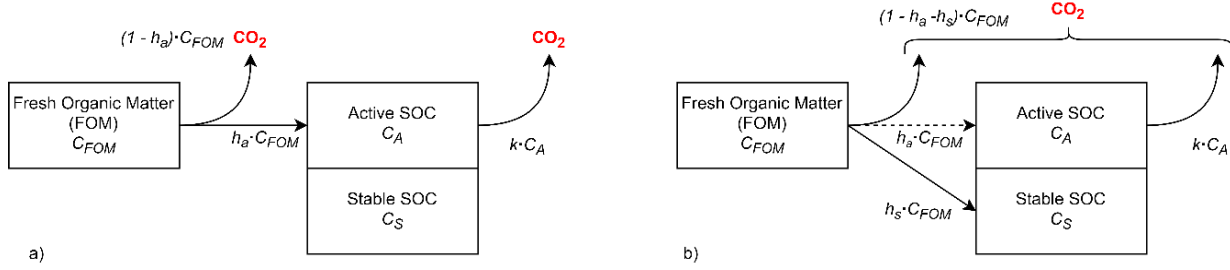 (1 - hₐ)·C_FOM CO₂
CO₂
Fresh Organic Matter
(FOM)
C_FOM
hₐ·C_FOM
Active SOC
C_A
k·C_A
Stable SOC
C_S
a)
(1 - hₐ -hₛ)·C_FOM
CO₂
Fresh Organic Matter
(FOM)
C_FOM
hₐ·C_FOM
hₛ·C_FOM
Active SOC
C_A
k·C_A
Stable SOC
C_S
b)